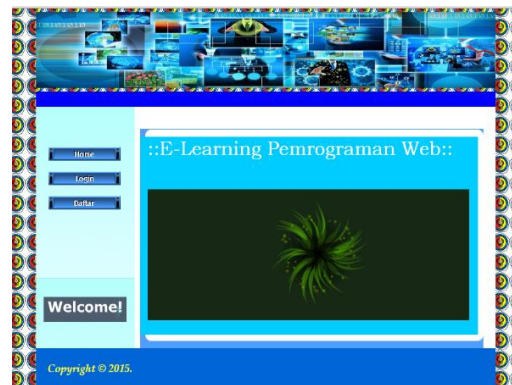 Home
Login
Daftar
::E-Learning Pemrograman Web::
Welcome!
Copyright © 2015.